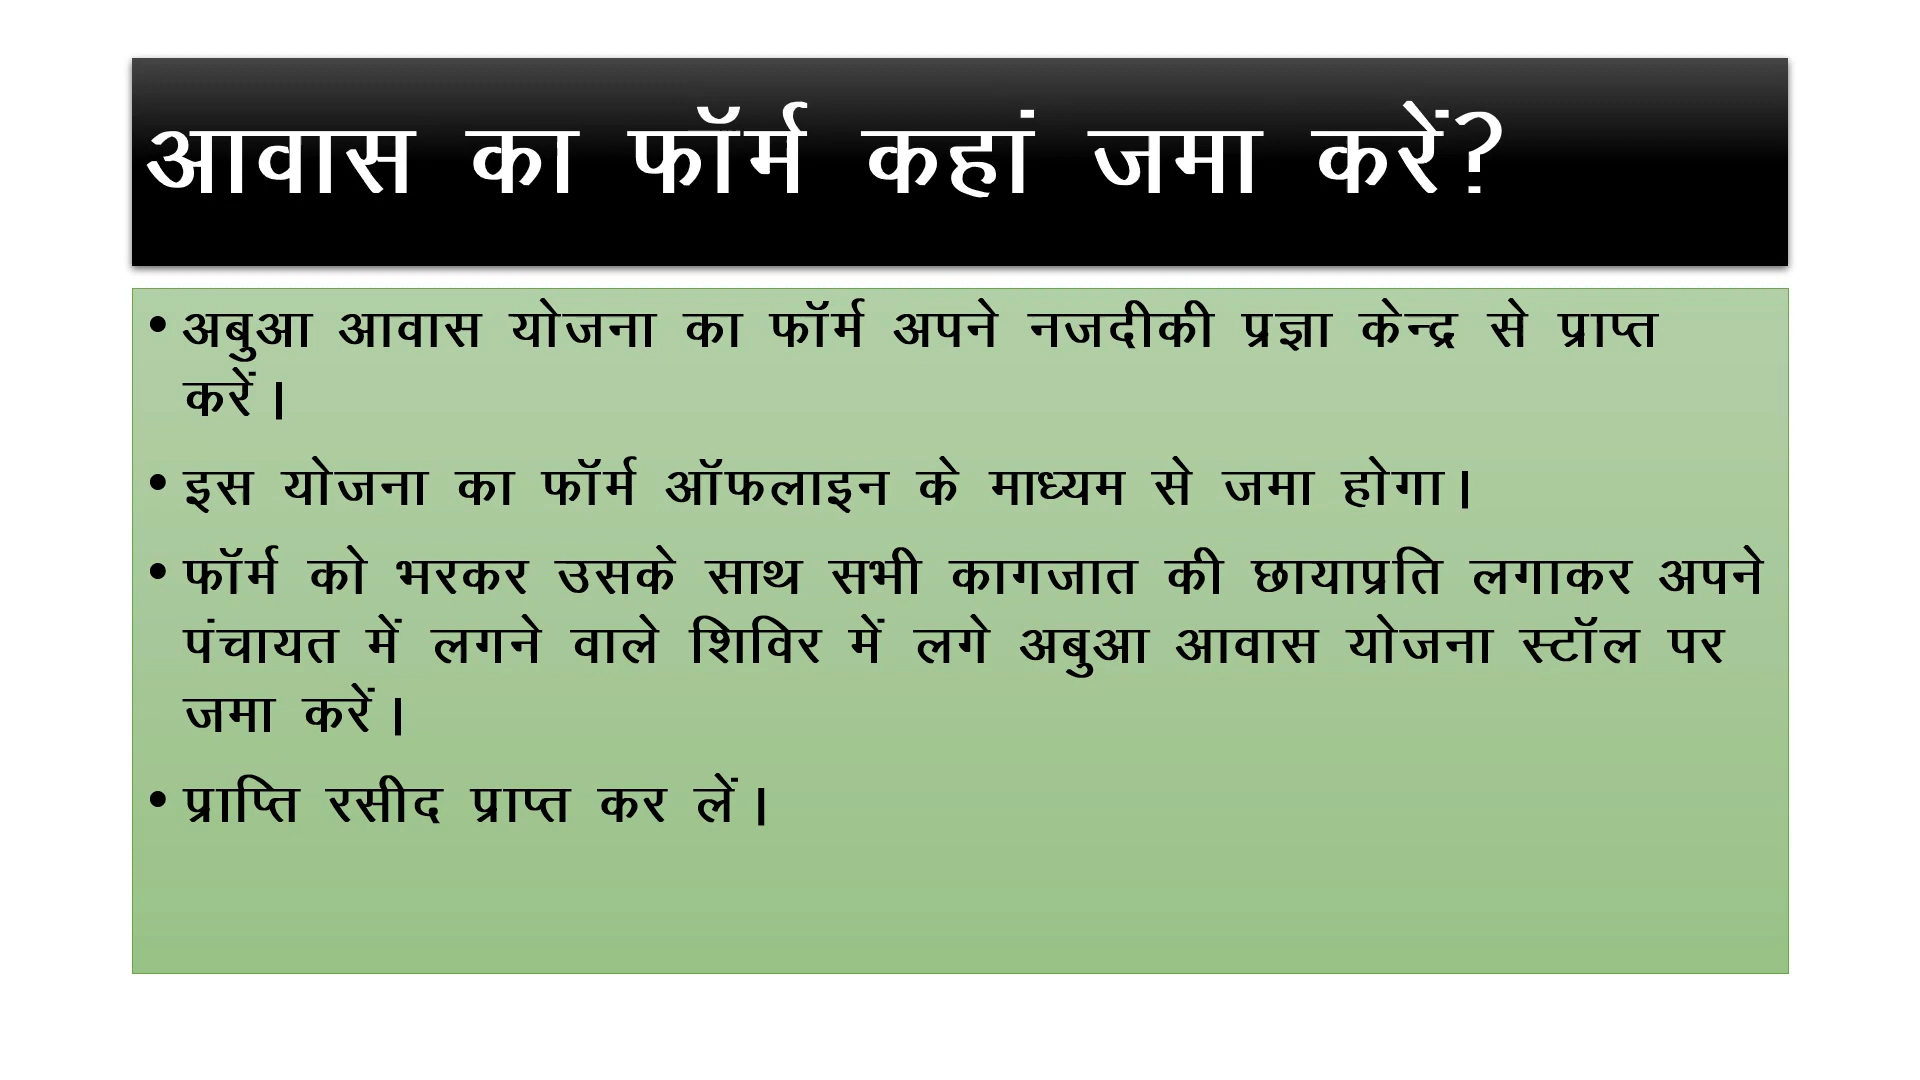 आवास का फॉर्म कहां जमा करें?
• अबुआ आवास योजना का फॉर्म अपने नजदीकी प्रज्ञा केन्द्र से प्राप्त
करें।
• इस योजना का फॉर्म ऑफलाइन के माध्यम से जमा होगा।
• फॉर्म को भरकर उसके साथ सभी कागजात की छायाप्रति लगाकर अपने
पंचायत में लगने वाले शिविर में लगे अबुआ आवास योजना स्टॉल पर
जमा करें।
• प्राप्ति रसीद प्राप्त कर लें।